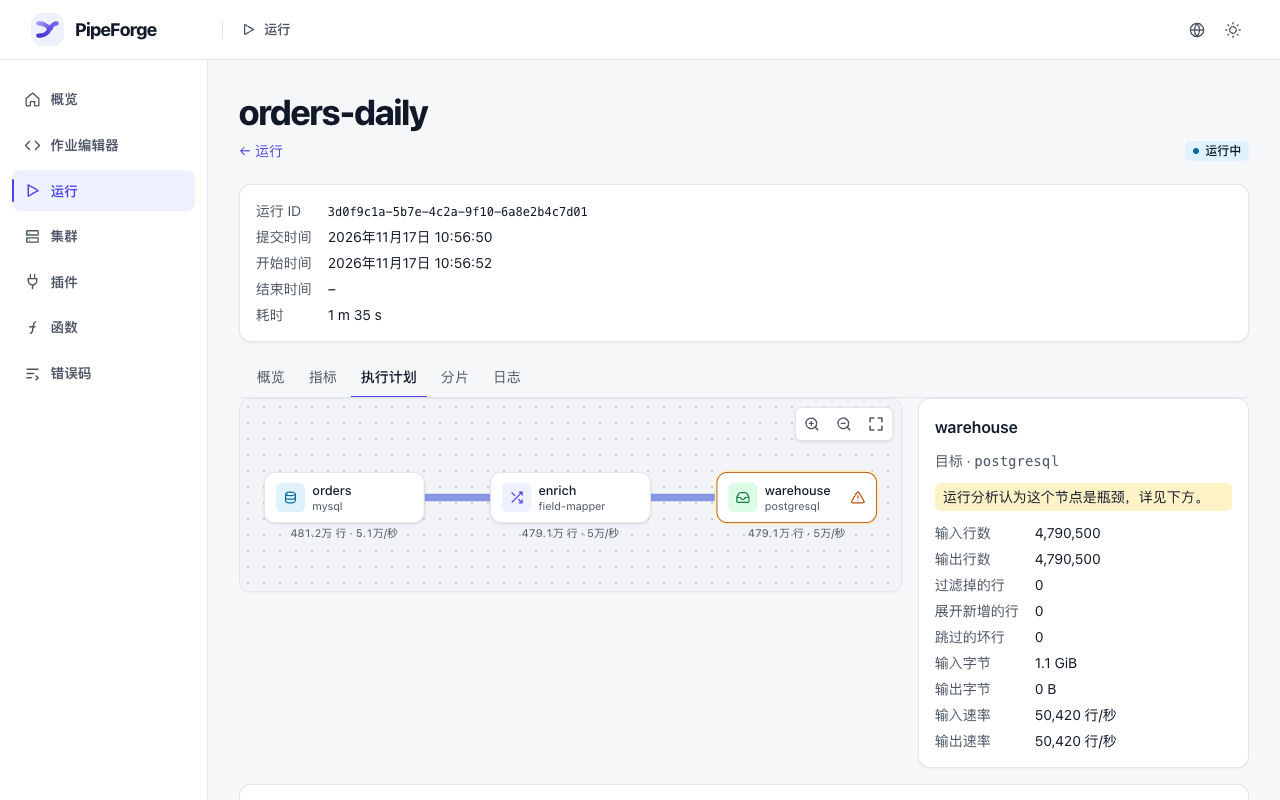 PipeForge
运行
概览
作业编辑器
运行
集群
插件
函数
错误码
orders-daily
← 运行
运行中
运行 ID 3d0f9c1a-5b7e-4c2a-9f10-6a8e2b4c7d01
提交时间 2026年11月17日 10:56:50
开始时间 2026年11月17日 10:56:52
结束时间 –
耗时 1 m 35 s
概览 指标 执行计划 分片 日志
orders
mysql
481.2万 行 · 5.1万/秒
enrich
field-mapper
479.1万 行 · 5万/秒
warehouse
postgresql
479.1万 行 · 5万/秒
warehouse
目标 · postgresql
运行分析认为这个节点是瓶颈，详见下方。
输入行数 4,790,500
输出行数 4,790,500
过滤掉的行 0
展开新增的行 0
跳过的坏行 0
输入字节 1.1 GiB
输出字节 0 B
输入速率 50,420 行/秒
输出速率 50,420 行/秒